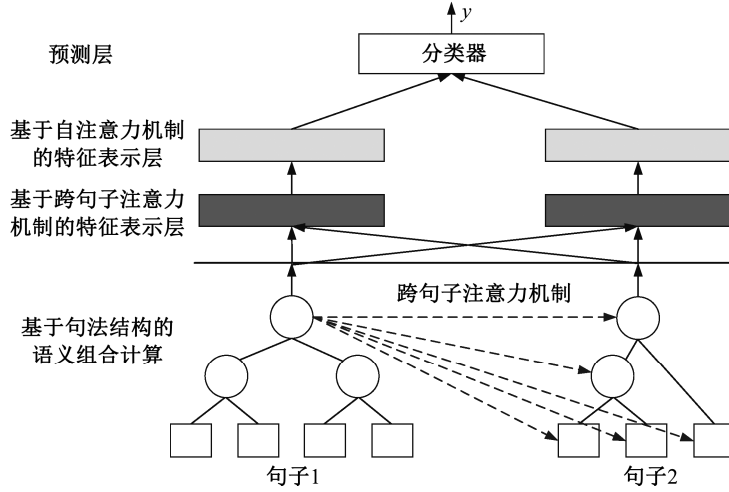 y
预测层
分类器
基于自注意力机制
的特征表示层
基于跨句子注意力
机制的特征表示层
跨句子注意力机制
基于句法结构的
语义组合计算
句子1
句子2